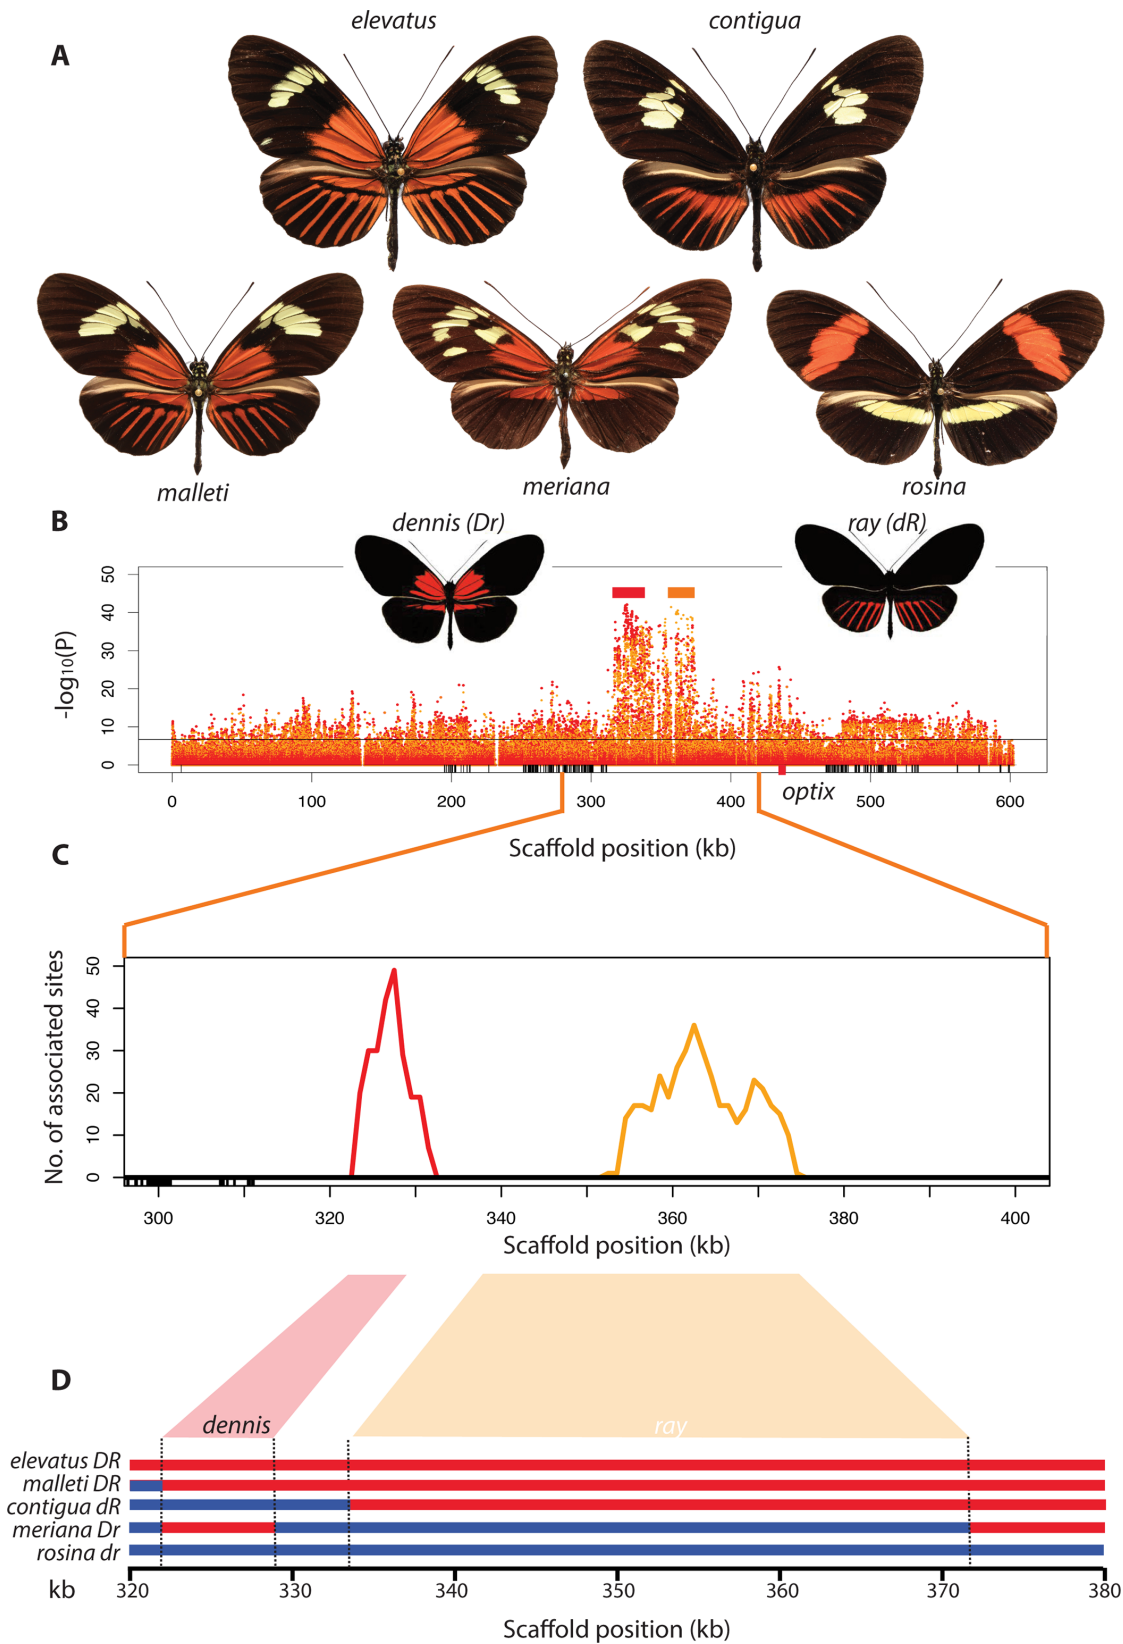 elevatus
contigua
A
malleti
meriana
rosina
B
dennis (Dr)
ray (dR)
-log10(P)
50
40
30
20
10
0
optix
0 100 200 300 400 500 600
Scaffold position (kb)
C
No. of associated sites
50
40
30
20
10
0
300 320 340 360 380 400
Scaffold position (kb)
D
dennis
ray
elevatus DR
malleti DR
contigua dR
meriana Dr
rosina dr
kb
320 330 340 350 360 370 380
Scaffold position (kb)